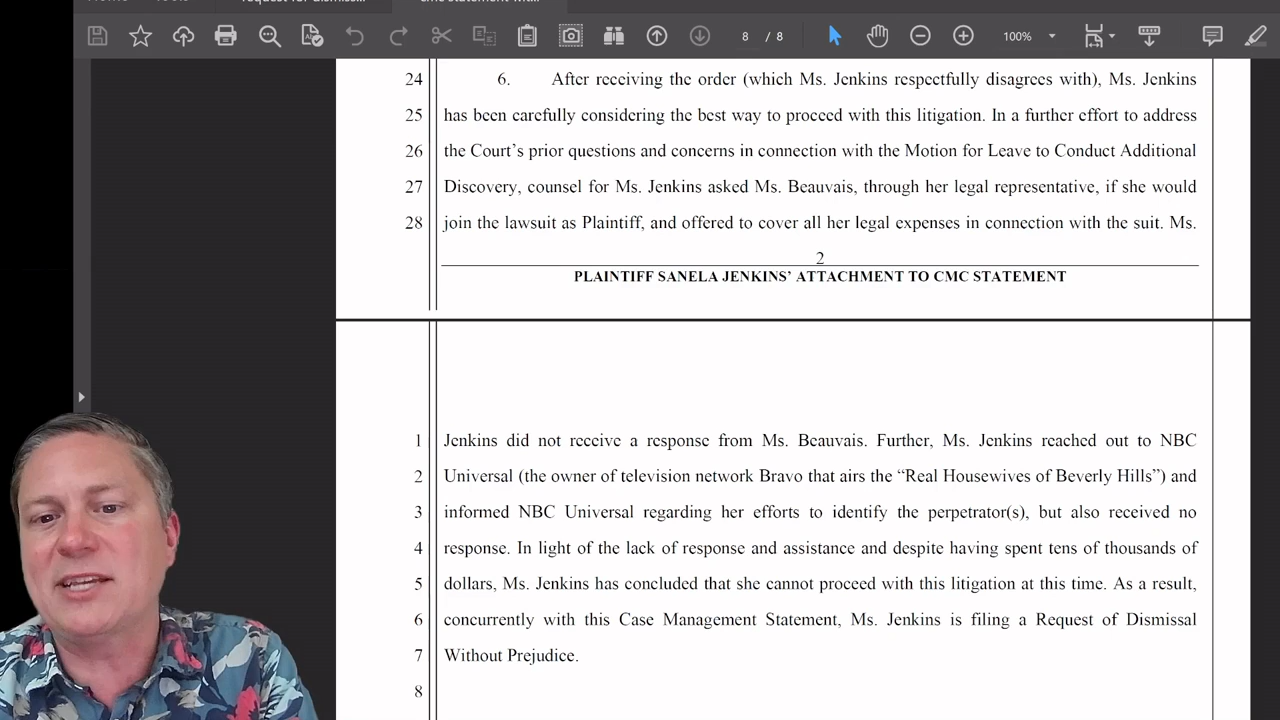 8 / 8
100%
24 6. After receiving the order (which Ms. Jenkins respectfully disagrees with), Ms. Jenkins
25 has been carefully considering the best way to proceed with this litigation. In a further effort to address
26 the Court's prior questions and concerns in connection with the Motion for Leave to Conduct Additional
27 Discovery, counsel for Ms. Jenkins asked Ms. Beauvais, through her legal representative, if she would
28 join the lawsuit as Plaintiff, and offered to cover all her legal expenses in connection with the suit. Ms.
2
PLAINTIFF SANELA JENKINS' ATTACHMENT TO CMC STATEMENT
1 Jenkins did not receive a response from Ms. Beauvais. Further, Ms. Jenkins reached out to NBC
2 Universal (the owner of television network Bravo that airs the “Real Housewives of Beverly Hills”) and
3 informed NBC Universal regarding her efforts to identify the perpetrator(s), but also received no
4 response. In light of the lack of response and assistance and despite having spent tens of thousands of
5 dollars, Ms. Jenkins has concluded that she cannot proceed with this litigation at this time. As a result,
6 concurrently with this Case Management Statement, Ms. Jenkins is filing a Request of Dismissal
7 Without Prejudice.
8